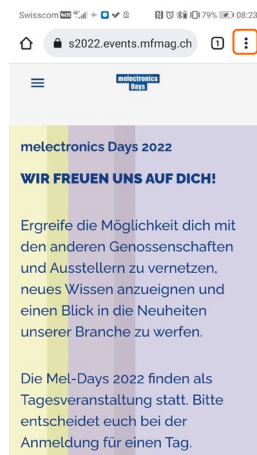 Swisscom 79% 08:23
s2022.events.mfmag.ch 1
melectronics
Days
melectronics Days 2022
WIR FREUEN UNS AUF DICH!
Ergreife die Möglichkeit dich mit
den anderen Genossenschaften
und Ausstellern zu vernetzen,
neues Wissen anzueignen und
einen Blick in die Neuheiten
unserer Branche zu werfen.
Die Mel-Days 2022 finden als
Tagesveranstaltung statt. Bitte
entscheidet euch bei der
Anmeldung für einen Tag.